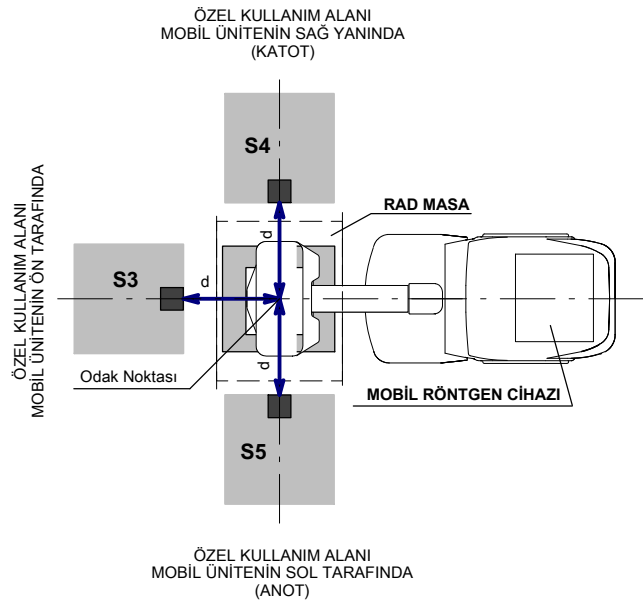 ÖZEL KULLANIM ALANI
MOBİL ÜNİTENİN SAĞ YANINDA
(KATOT)
S4
RAD MASA
d
ÖZEL KULLANIM ALANI
MOBİL ÜNİTENİN ÖN TARAFINDA
S3
d
Odak Noktası
d
MOBİL RÖNTGEN CİHAZI
S5
ÖZEL KULLANIM ALANI
MOBİL ÜNİTENİN SOL TARAFINDA
(ANOT)